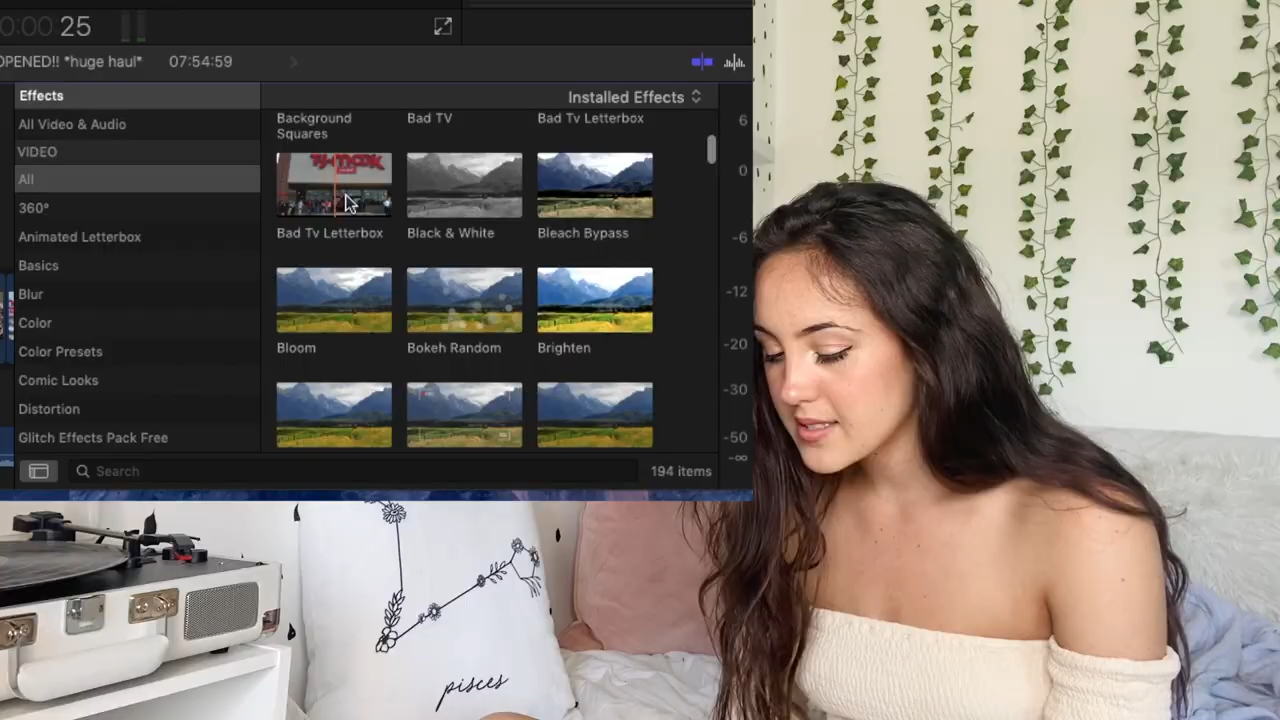 0:00 25
OPENED!! *huge haul* 07:54:59
Effects
Installed Effects
All Video & Audio
VIDEO
All
360°
Animated Letterbox
Basics
Blur
Color
Color Presets
Comic Looks
Distortion
Glitch Effects Pack Free
Background
Squares
Bad TV
Bad Tv Letterbox
TJ-maxx
Bad Tv Letterbox
Black & White
Bleach Bypass
Bloom
Bokeh Random
Brighten
Search
194 items
6
0
-6
-12
-20
-30
-50
-∞
pisces